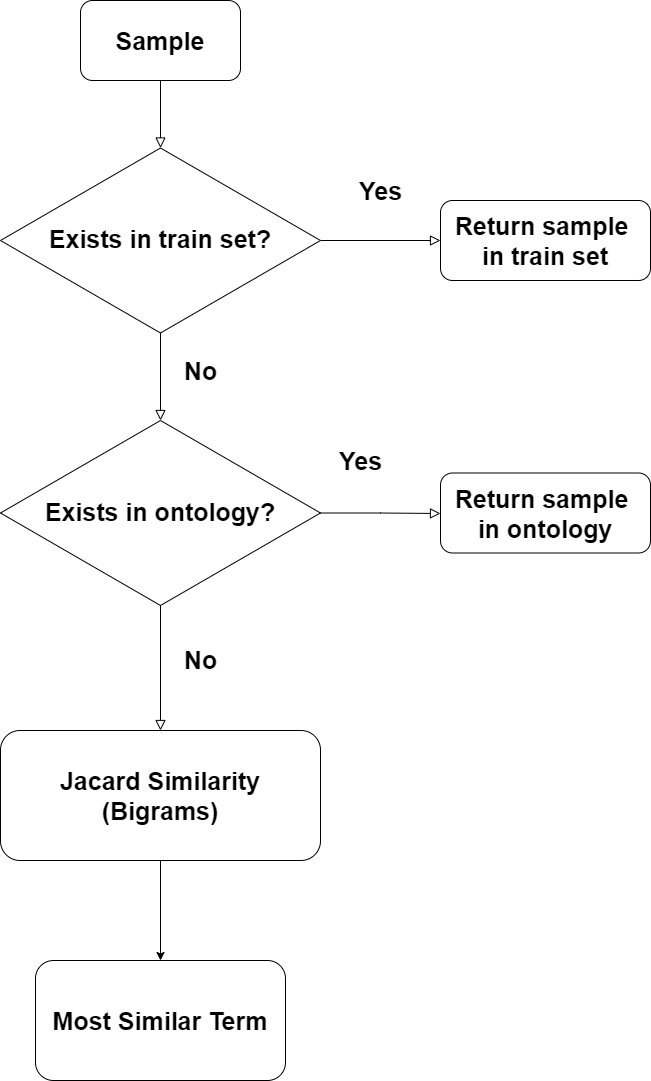 Sample
Yes
Exists in train set?
Return sample
in train set
No
Yes
Exists in ontology?
Return sample
in ontology
No
Jacard Similarity
(Bigrams)
Most Similar Term